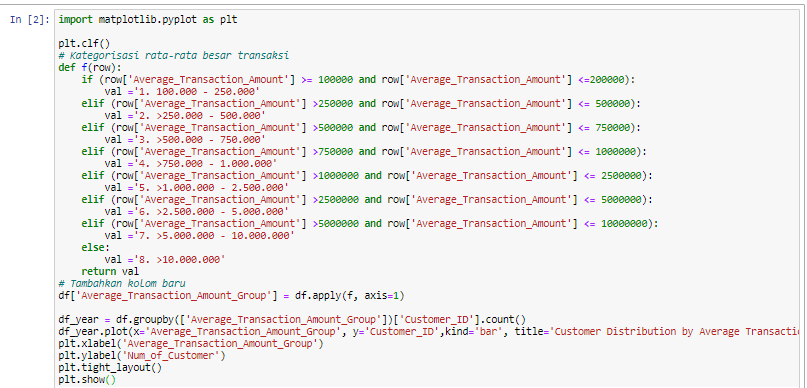 In [2]: import matplotlib.pyplot as plt
plt.clf()
# Kategorisasi rata-rata besar transaksi
def f(row):
    if (row['Average_Transaction_Amount'] >= 100000 and row['Average_Transaction_Amount'] <=200000):
        val ='1. 100.000 - 250.000'
    elif (row['Average_Transaction_Amount'] >250000 and row['Average_Transaction_Amount'] <= 500000):
        val ='2. >250.000 - 500.000'
    elif (row['Average_Transaction_Amount'] >500000 and row['Average_Transaction_Amount'] <= 750000):
        val ='3. >500.000 - 750.000'
    elif (row['Average_Transaction_Amount'] >750000 and row['Average_Transaction_Amount'] <= 1000000):
        val ='4. >750.000 - 1.000.000'
    elif (row['Average_Transaction_Amount'] >1000000 and row['Average_Transaction_Amount'] <= 2500000):
        val ='5. >1.000.000 - 2.500.000'
    elif (row['Average_Transaction_Amount'] >2500000 and row['Average_Transaction_Amount'] <= 5000000):
        val ='6. >2.500.000 - 5.000.000'
    elif (row['Average_Transaction_Amount'] >5000000 and row['Average_Transaction_Amount'] <= 10000000):
        val ='7. >5.000.000 - 10.000.000'
    else:
        val ='8. >10.000.000'
    return val
# Tambahkan kolom baru
df['Average_Transaction_Amount_Group'] = df.apply(f, axis=1)
df_year = df.groupby(['Average_Transaction_Amount_Group'])['Customer_ID'].count()
df_year.plot(x='Average_Transaction_Amount_Group', y='Customer_ID',kind='bar', title='Customer Distribution by Average Transacti
plt.xlabel('Average_Transaction_Amount_Group')
plt.ylabel('Num_of_Customer')
plt.tight_layout()
plt.show()